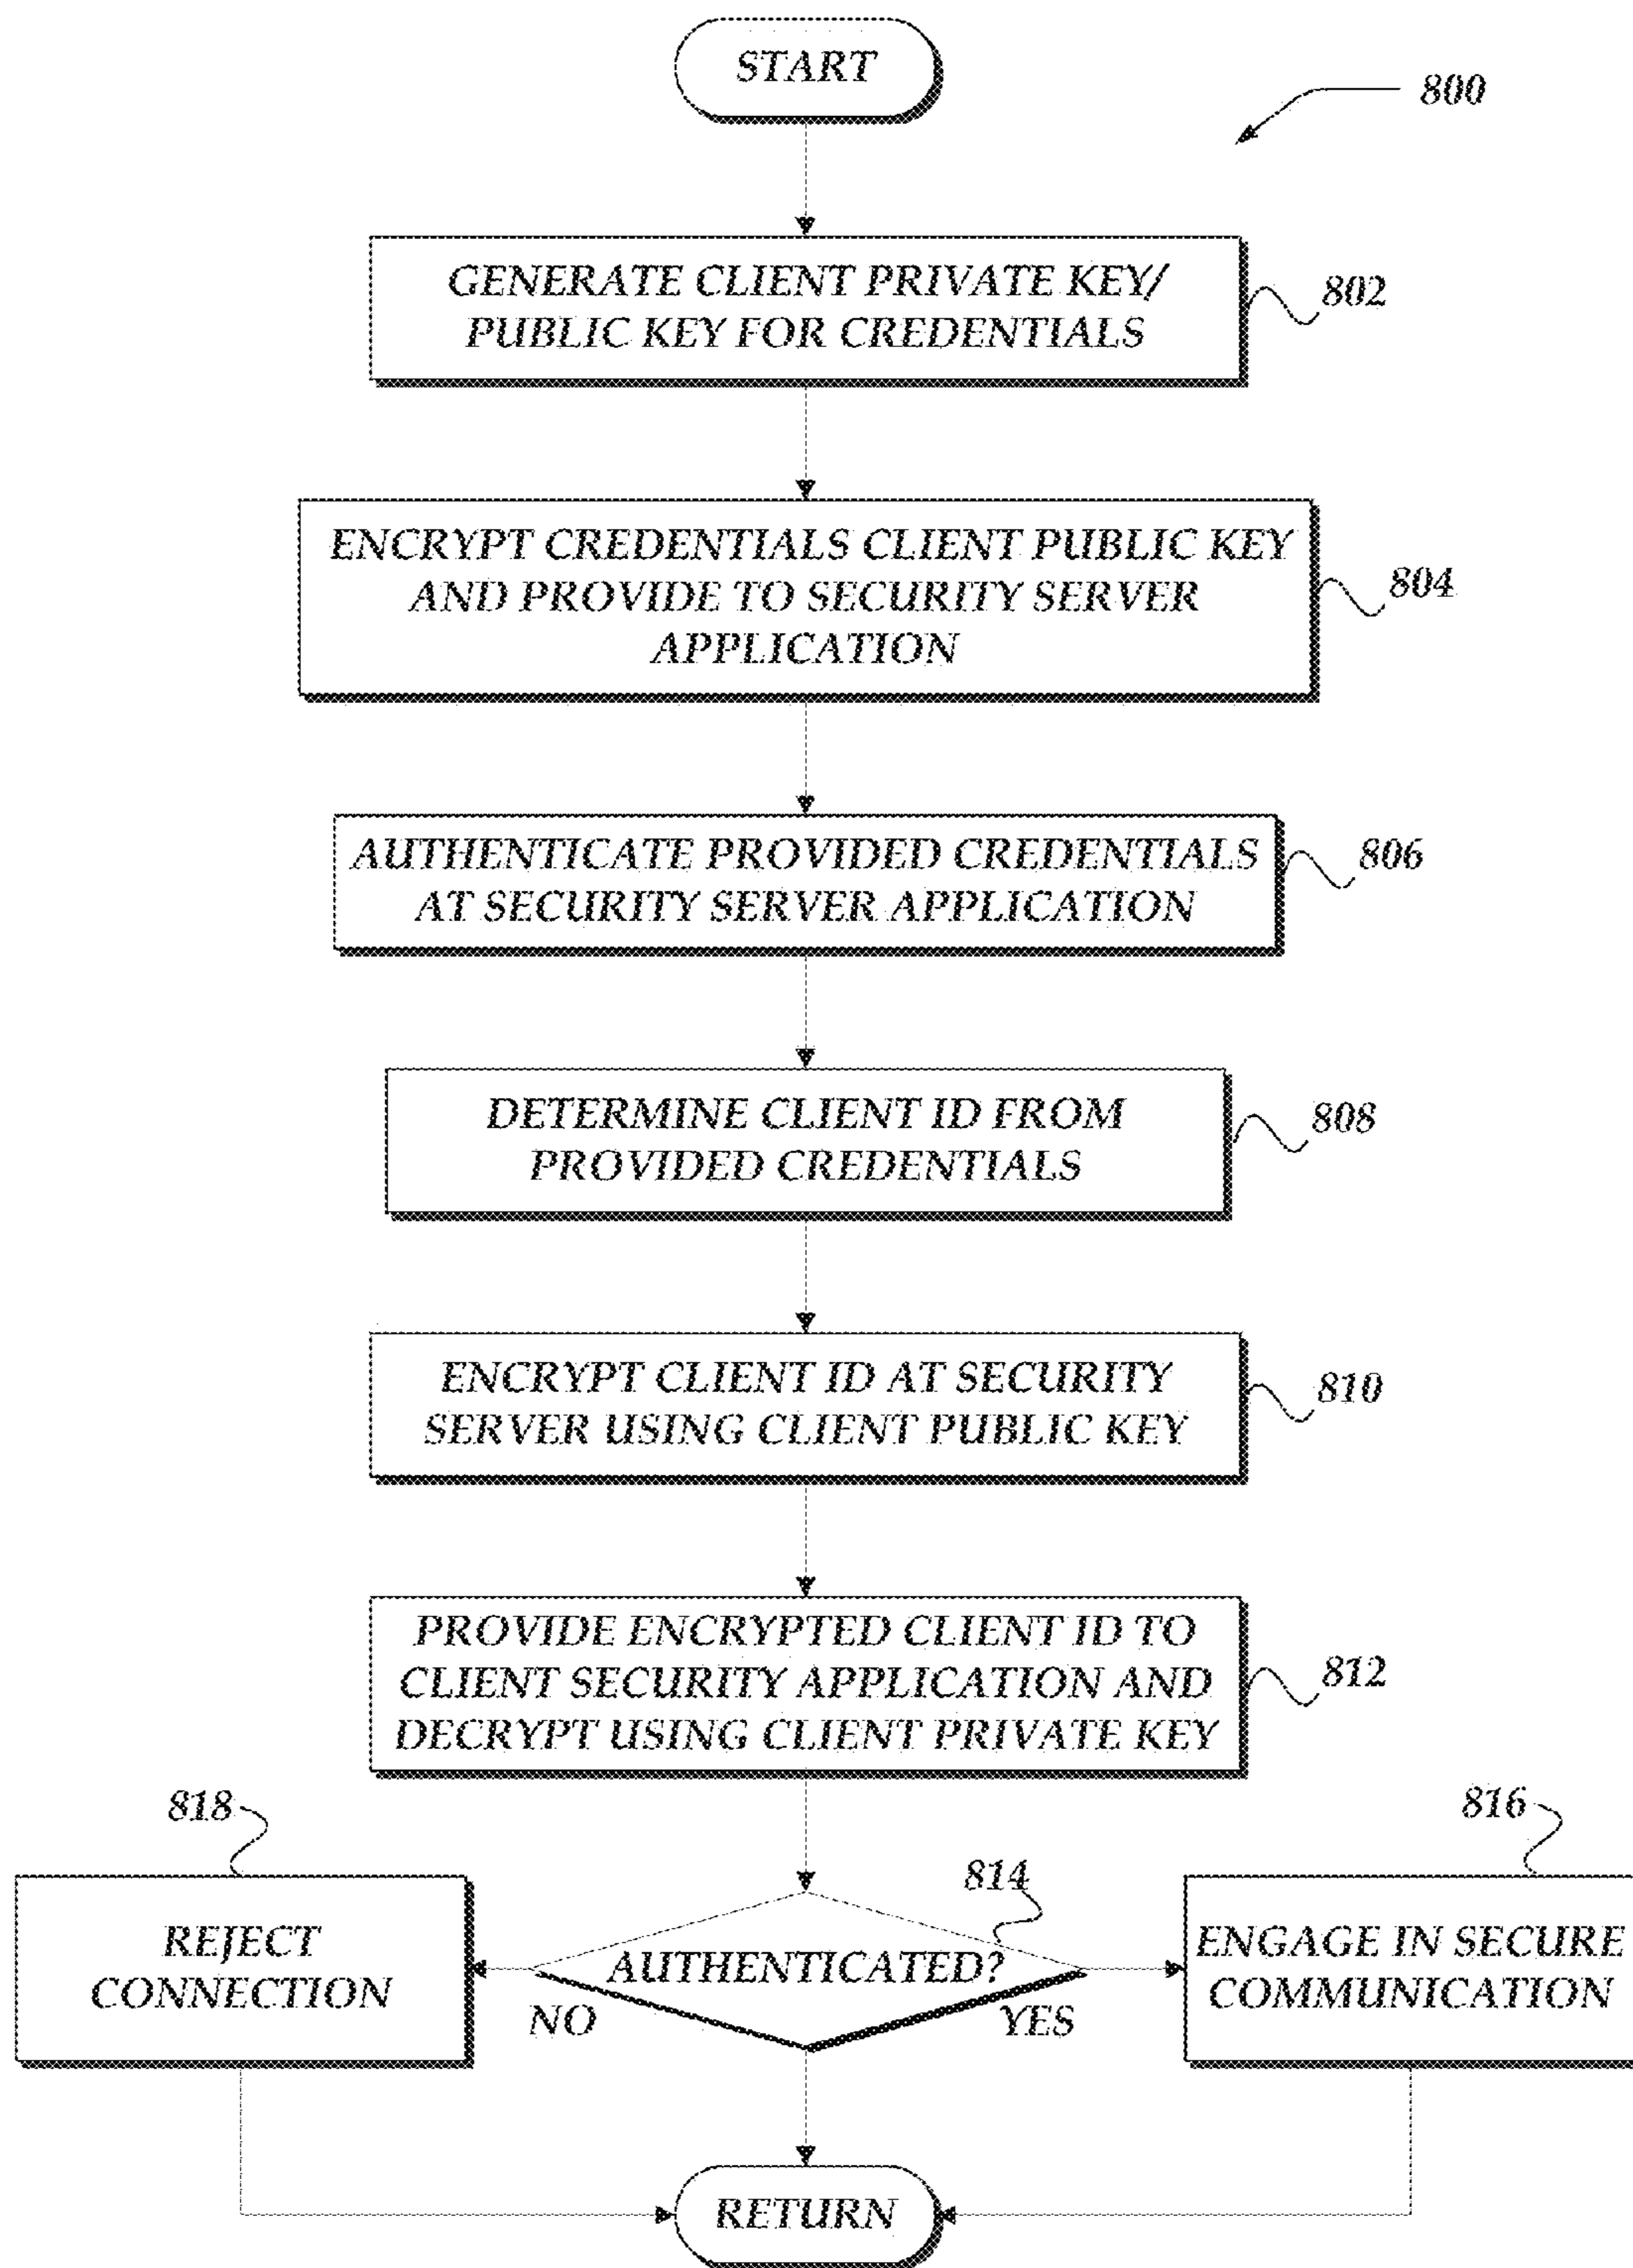 START
800
GENERATE CLIENT PRIVATE KEY/
PUBLIC KEY FOR CREDENTIALS
802
ENCRYPT CREDENTIALS CLIENT PUBLIC KEY
AND PROVIDE TO SECURITY SERVER
APPLICATION
804
AUTHENTICATE PROVIDED CREDENTIALS
AT SECURITY SERVER APPLICATION
806
DETERMINE CLIENT ID FROM
PROVIDED CREDENTIALS
808
ENCRYPT CLIENT ID AT SECURITY
SERVER USING CLIENT PUBLIC KEY
810
PROVIDE ENCRYPTED CLIENT ID TO
CLIENT SECURITY APPLICATION AND
DECRYPT USING CLIENT PRIVATE KEY
812
818
REJECT
CONNECTION
814
AUTHENTICATED?
NO
YES
816
ENGAGE IN SECURE
COMMUNICATION
RETURN